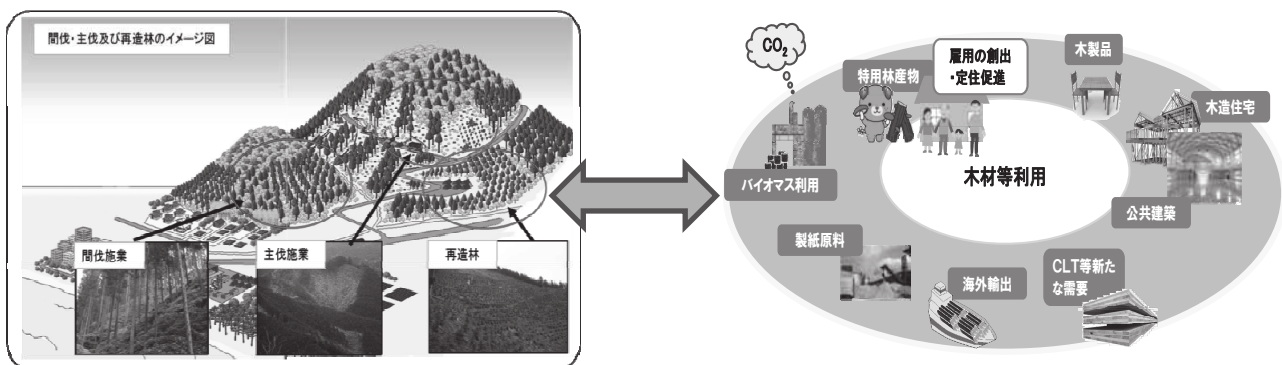 間伐・主伐及び再造林のイメージ図
間伐施業
主伐施業
再造林
CO₂
特用林産物
雇用の創出
・定住促進
木製品
木造住宅
バイオマス利用
木材等利用
公共建築
製紙原料
海外輸出
CLT等新た
な需要